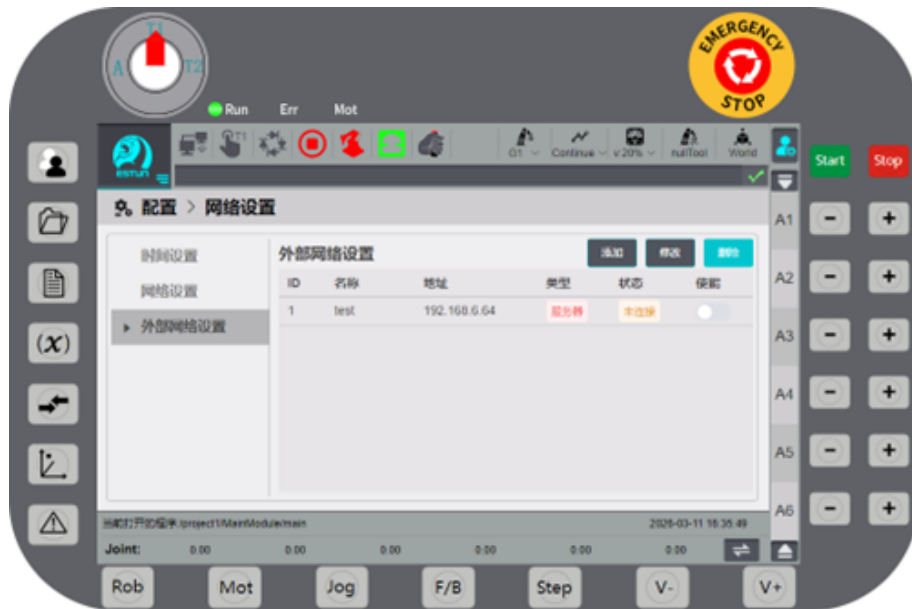 T1
A
T2
EMERGENCY
STOP
Run Err Mot
T1
ESTUN
G1 Continue v:20% nullTool World
Start Stop
配置 > 网络设置
A1 - +
时间设置
网络设置
外部网络设置
外部网络设置 添加 修改 删除
ID 名称 地址 类型 状态 使能
1 test 192.168.6.64 服务器 未连接
A2 - +
(x)
A3 - +
A4 - +
A5 - +
A6 - +
当前打开的程序:/project1/MainModule/main 2026-03-11 16:35:49
Joint: 0.00 0.00 0.00 0.00 0.00 0.00
Rob Mot Jog F/B Step V- V+